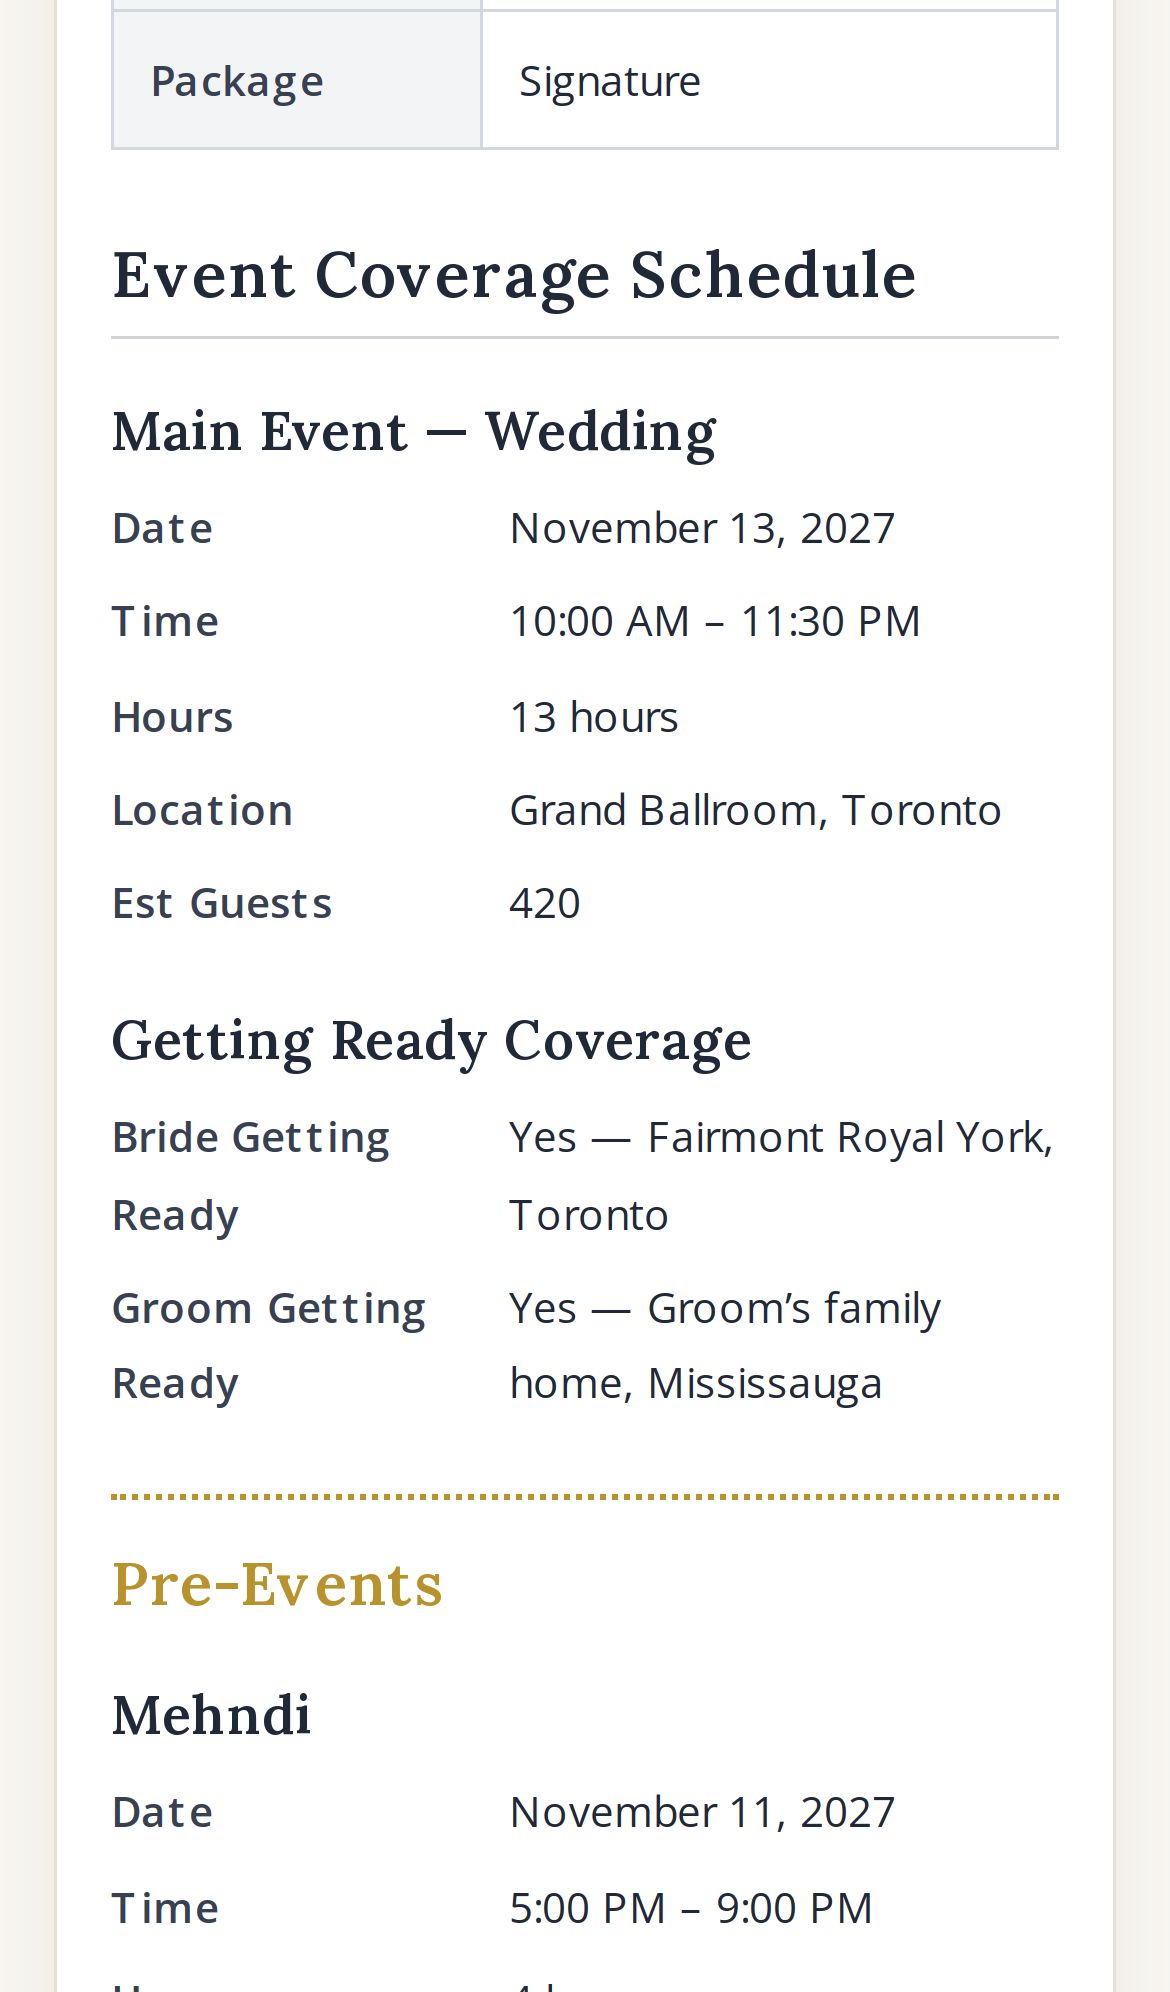 Package
Signature
Event Coverage Schedule
Main Event — Wedding
Date
November 13, 2027
Time
10:00 AM – 11:30 PM
Hours
13 hours
Location
Grand Ballroom, Toronto
Est Guests
420
Getting Ready Coverage
Bride Getting
Ready
Yes — Fairmont Royal York,
Toronto
Groom Getting
Ready
Yes — Groom’s family
home, Mississauga
Pre-Events
Mehndi
Date
November 11, 2027
Time
5:00 PM – 9:00 PM